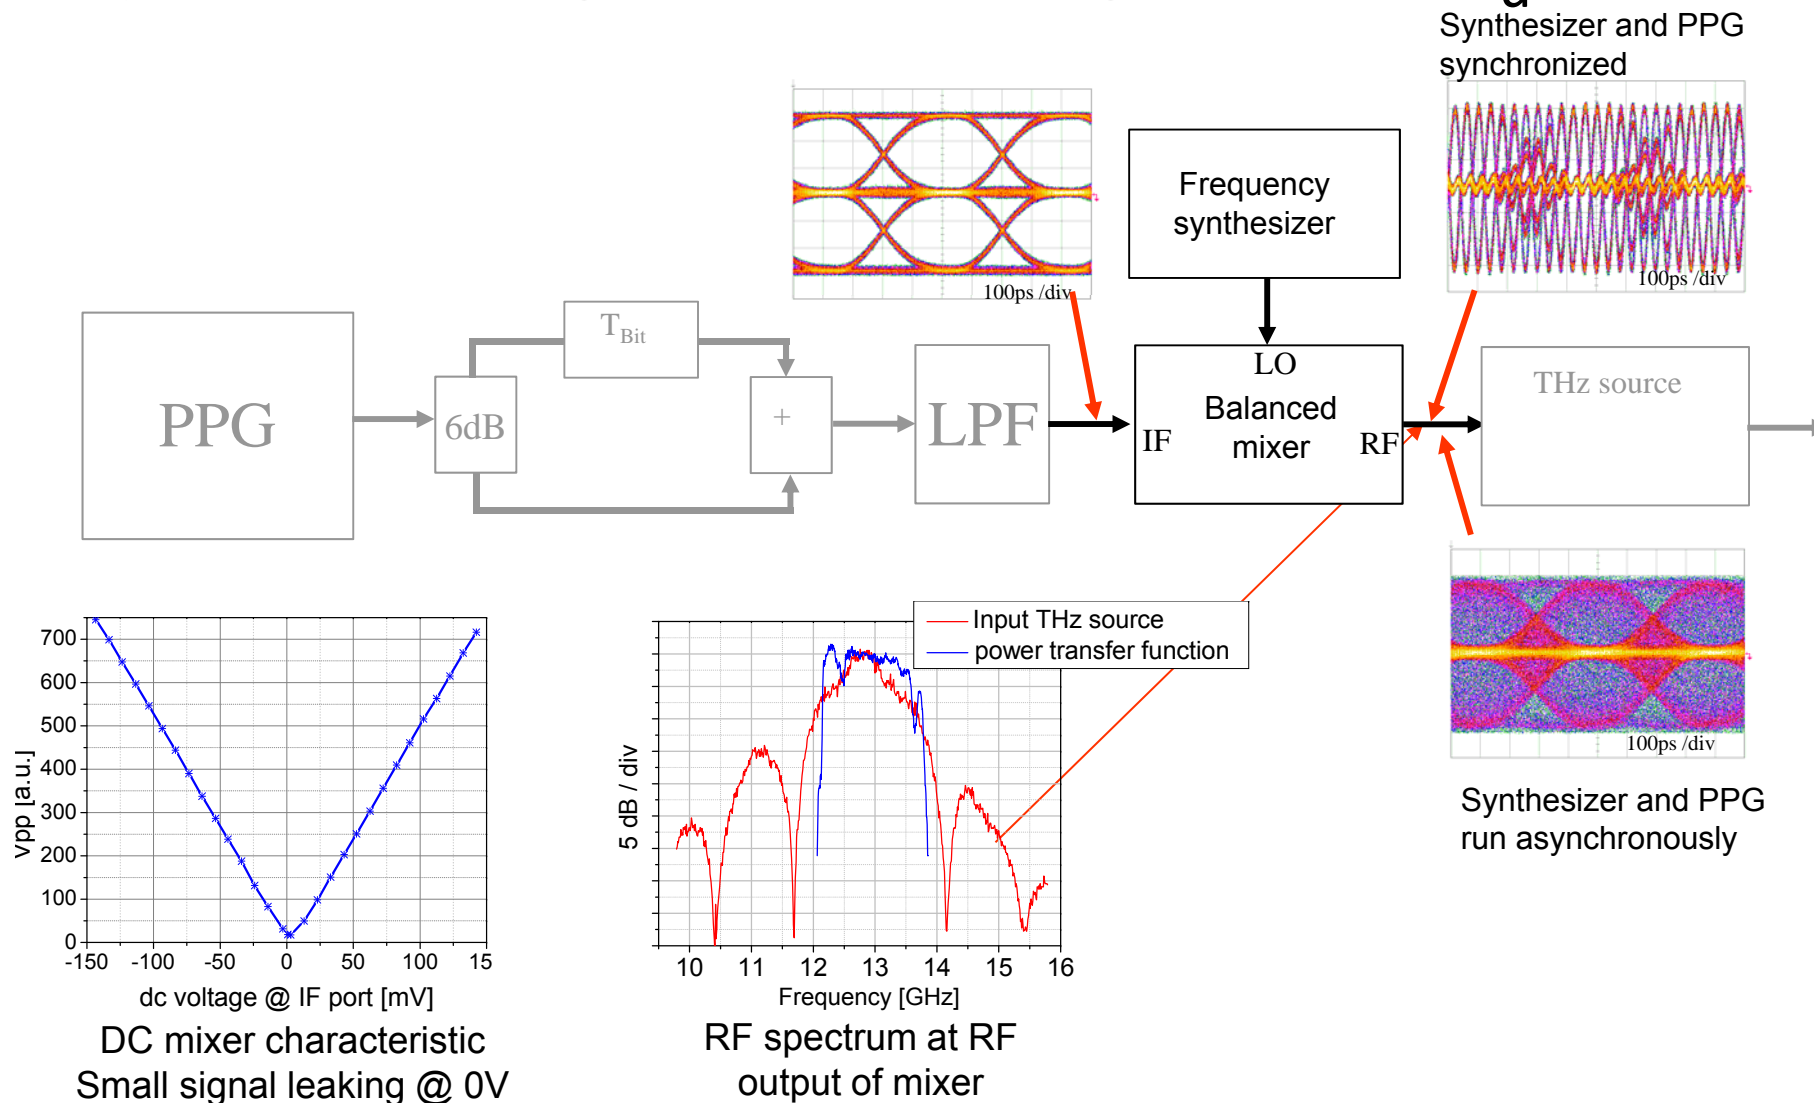 Synthesizer and PPG
synchronized
100ps /div
100ps /div
Frequency
synthesizer
PPG
6dB
T_Bit
+
LPF
LO
Balanced
mixer
IF
RF
THz source
100ps /div
Synthesizer and PPG
run asynchronously
vpp [a.u.]
700
600
500
400
300
200
100
0
-150 -100 -50 0 50 100 15
dc voltage @ IF port [mV]
DC mixer characteristic
Small signal leaking @ 0V
Input THz source
power transfer function
5 dB / div
10 11 12 13 14 15 16
Frequency [GHz]
RF spectrum at RF
output of mixer